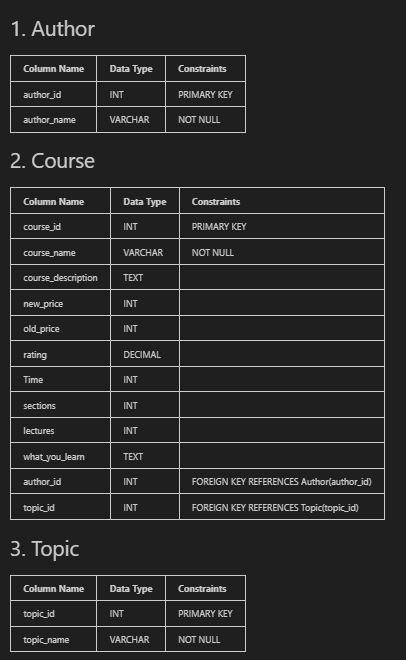 1. Author
Column Name Data Type Constraints
author_id INT PRIMARY KEY
author_name VARCHAR NOT NULL
2. Course
Column Name Data Type Constraints
course_id INT PRIMARY KEY
course_name VARCHAR NOT NULL
course_description TEXT
new_price INT
old_price INT
rating DECIMAL
Time INT
sections INT
lectures INT
what_you_learn TEXT
author_id INT FOREIGN KEY REFERENCES Author(author_id)
topic_id INT FOREIGN KEY REFERENCES Topic(topic_id)
3. Topic
Column Name Data Type Constraints
topic_id INT PRIMARY KEY
topic_name VARCHAR NOT NULL